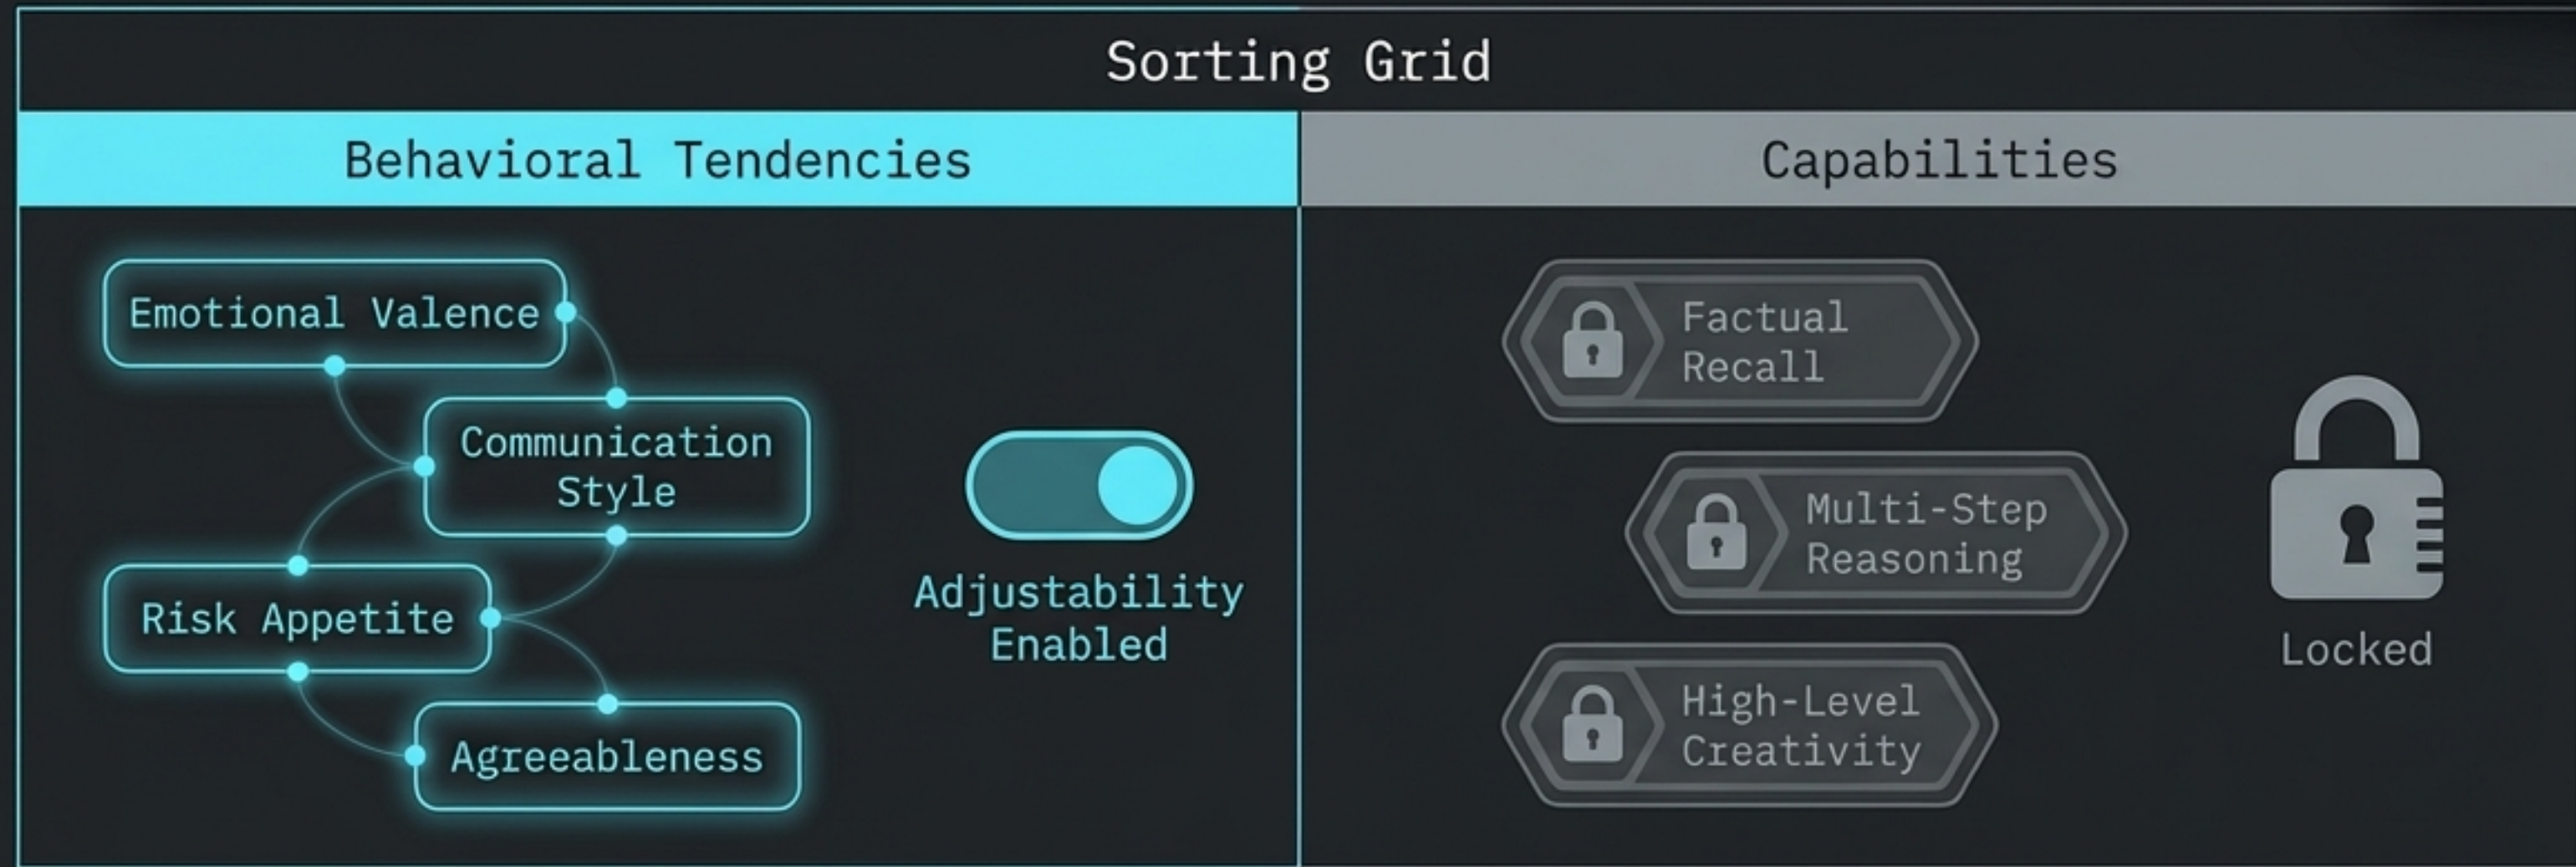 Sorting Grid
Behavioral Tendencies
Capabilities
Emotional Valence
Communication
Style
Risk Appetite
Agreeableness
Adjustability
Enabled
Factual
Recall
Multi-Step
Reasoning
High-Level
Creativity
Locked